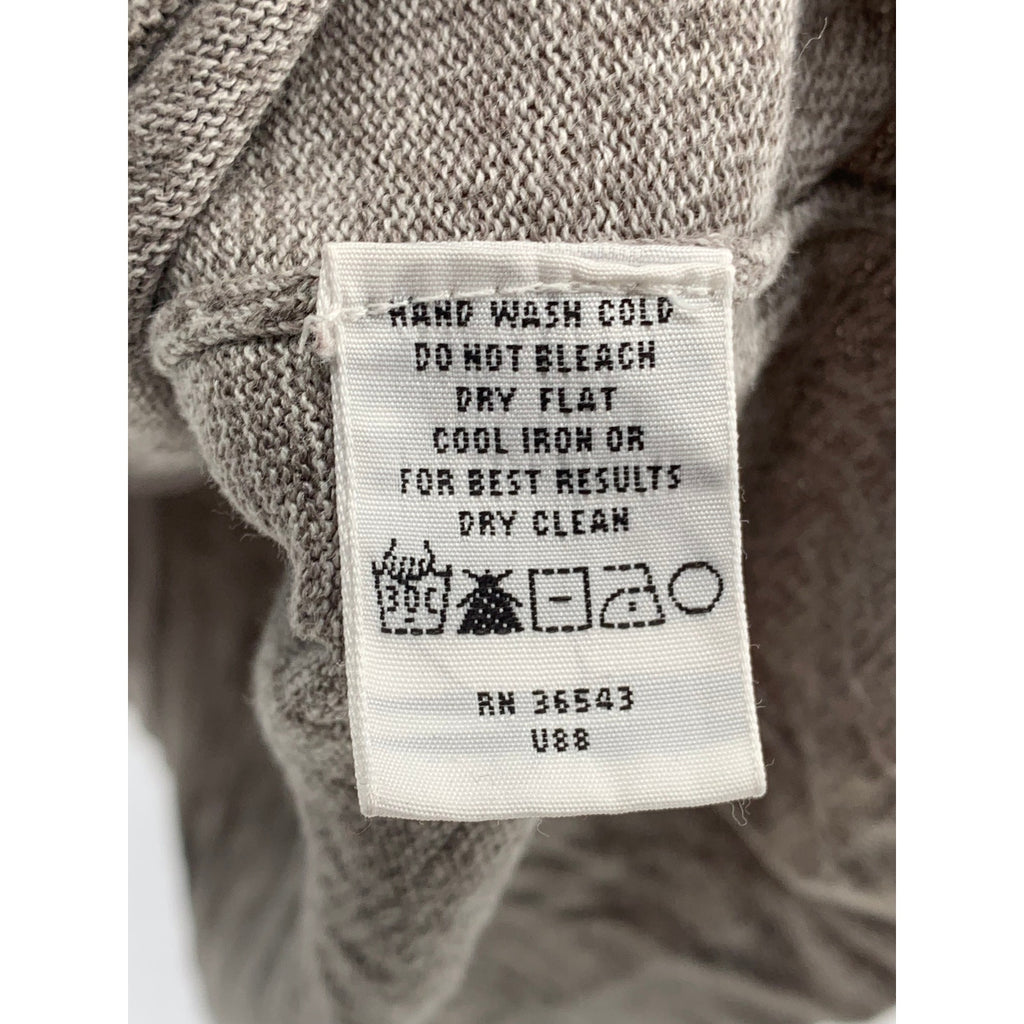 HAND WASH COLD
DO NOT BLEACH
DRY FLAT
COOL IRON OR
FOR BEST RESULTS
DRY CLEAN
30C
RN 36543
U88